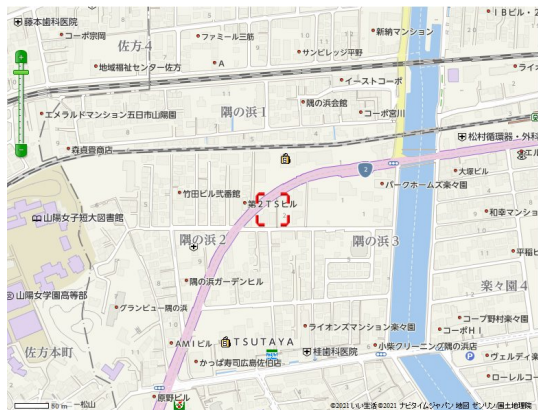 藤本歯科医院
コーポ宗岡
佐方4
ファミール三筋
地域福祉センター佐方
A
サンビレッジ平野
新納マンション
IBビル・2
イーストコーポ
ライオ
隅の浜会館
隅の浜1
コーポ宮川
エメラルドマンション五日市山陽園
森貞商店
松村循環器・外科
エル
2
大塚ビル
竹田ビル弐番館
パークホームズ楽々園
第2TSビル
和幸マンション
山陽女子短大図書館
隅の浜2
隅の浜3
平栢
隅の浜ガーデンヒル
楽々園4
山陽女学園高等部
グランビュー隅の浜
ライオンズマンション楽々園
コープ野村楽々園
コーポHI
AMIビル
TSUTAYA
小柴クリーニング隅の浜店
佐方本町
桂歯科医院
かっぱ寿司広島佐伯店
P
ヴェルディ楽
ローレルコー
原野ビル
80m
一松山
©2021 いい生活 ©2021 ナビタイムジャパン 地図 ゼンリン/国土地理院